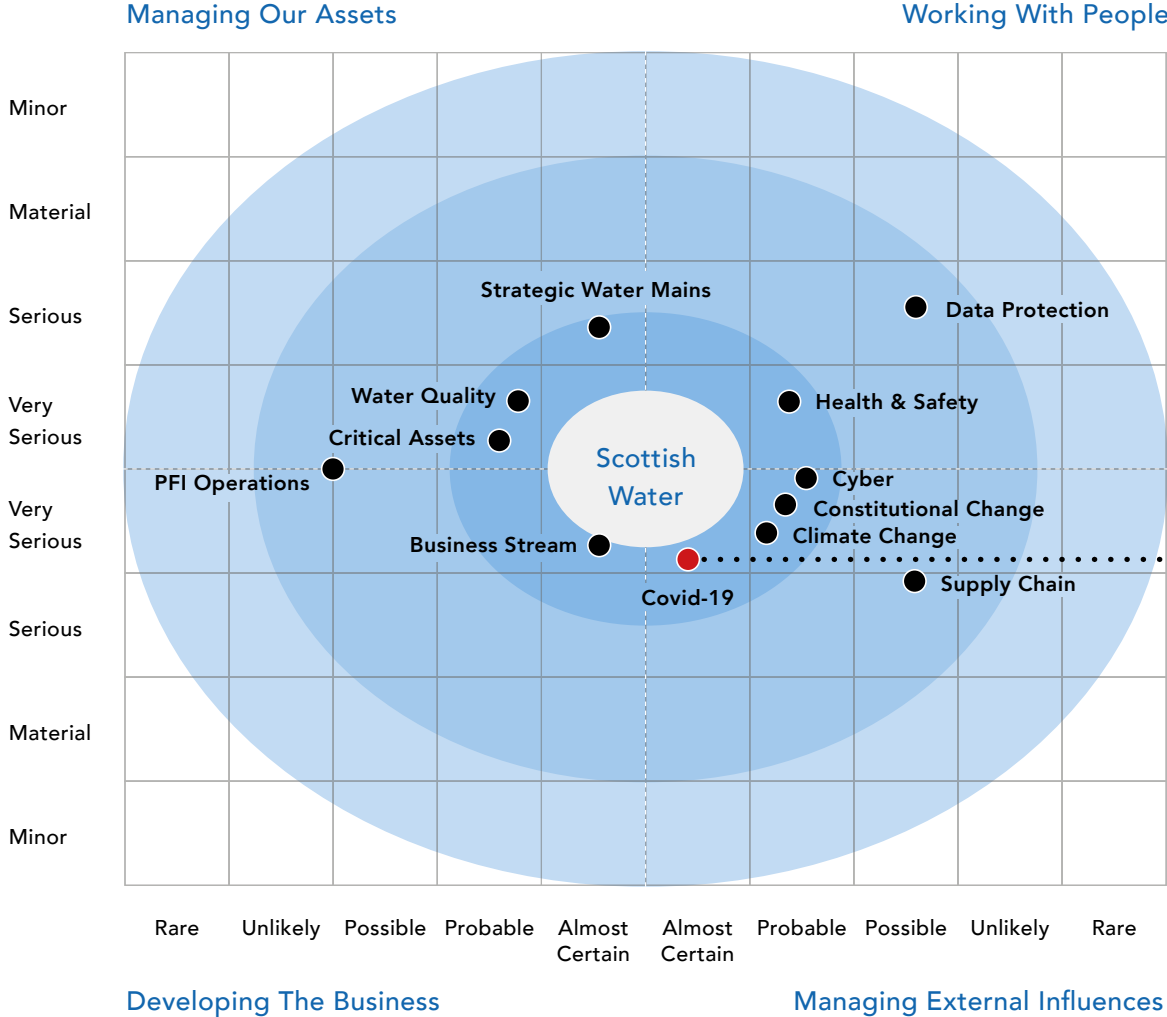 Managing Our Assets
Working With People
Minor
Material
Serious
Strategic Water Mains
Data Protection
Very
Serious
Water Quality
Health & Safety
Critical Assets
Scottish
Water
PFI Operations
Cyber
Very
Serious
Constitutional Change
Business Stream
Climate Change
Covid-19
Supply Chain
Serious
Material
Minor
Rare
Unlikely
Possible
Probable
Almost
Certain
Almost
Certain
Probable
Possible
Unlikely
Rare
Developing The Business
Managing External Influences